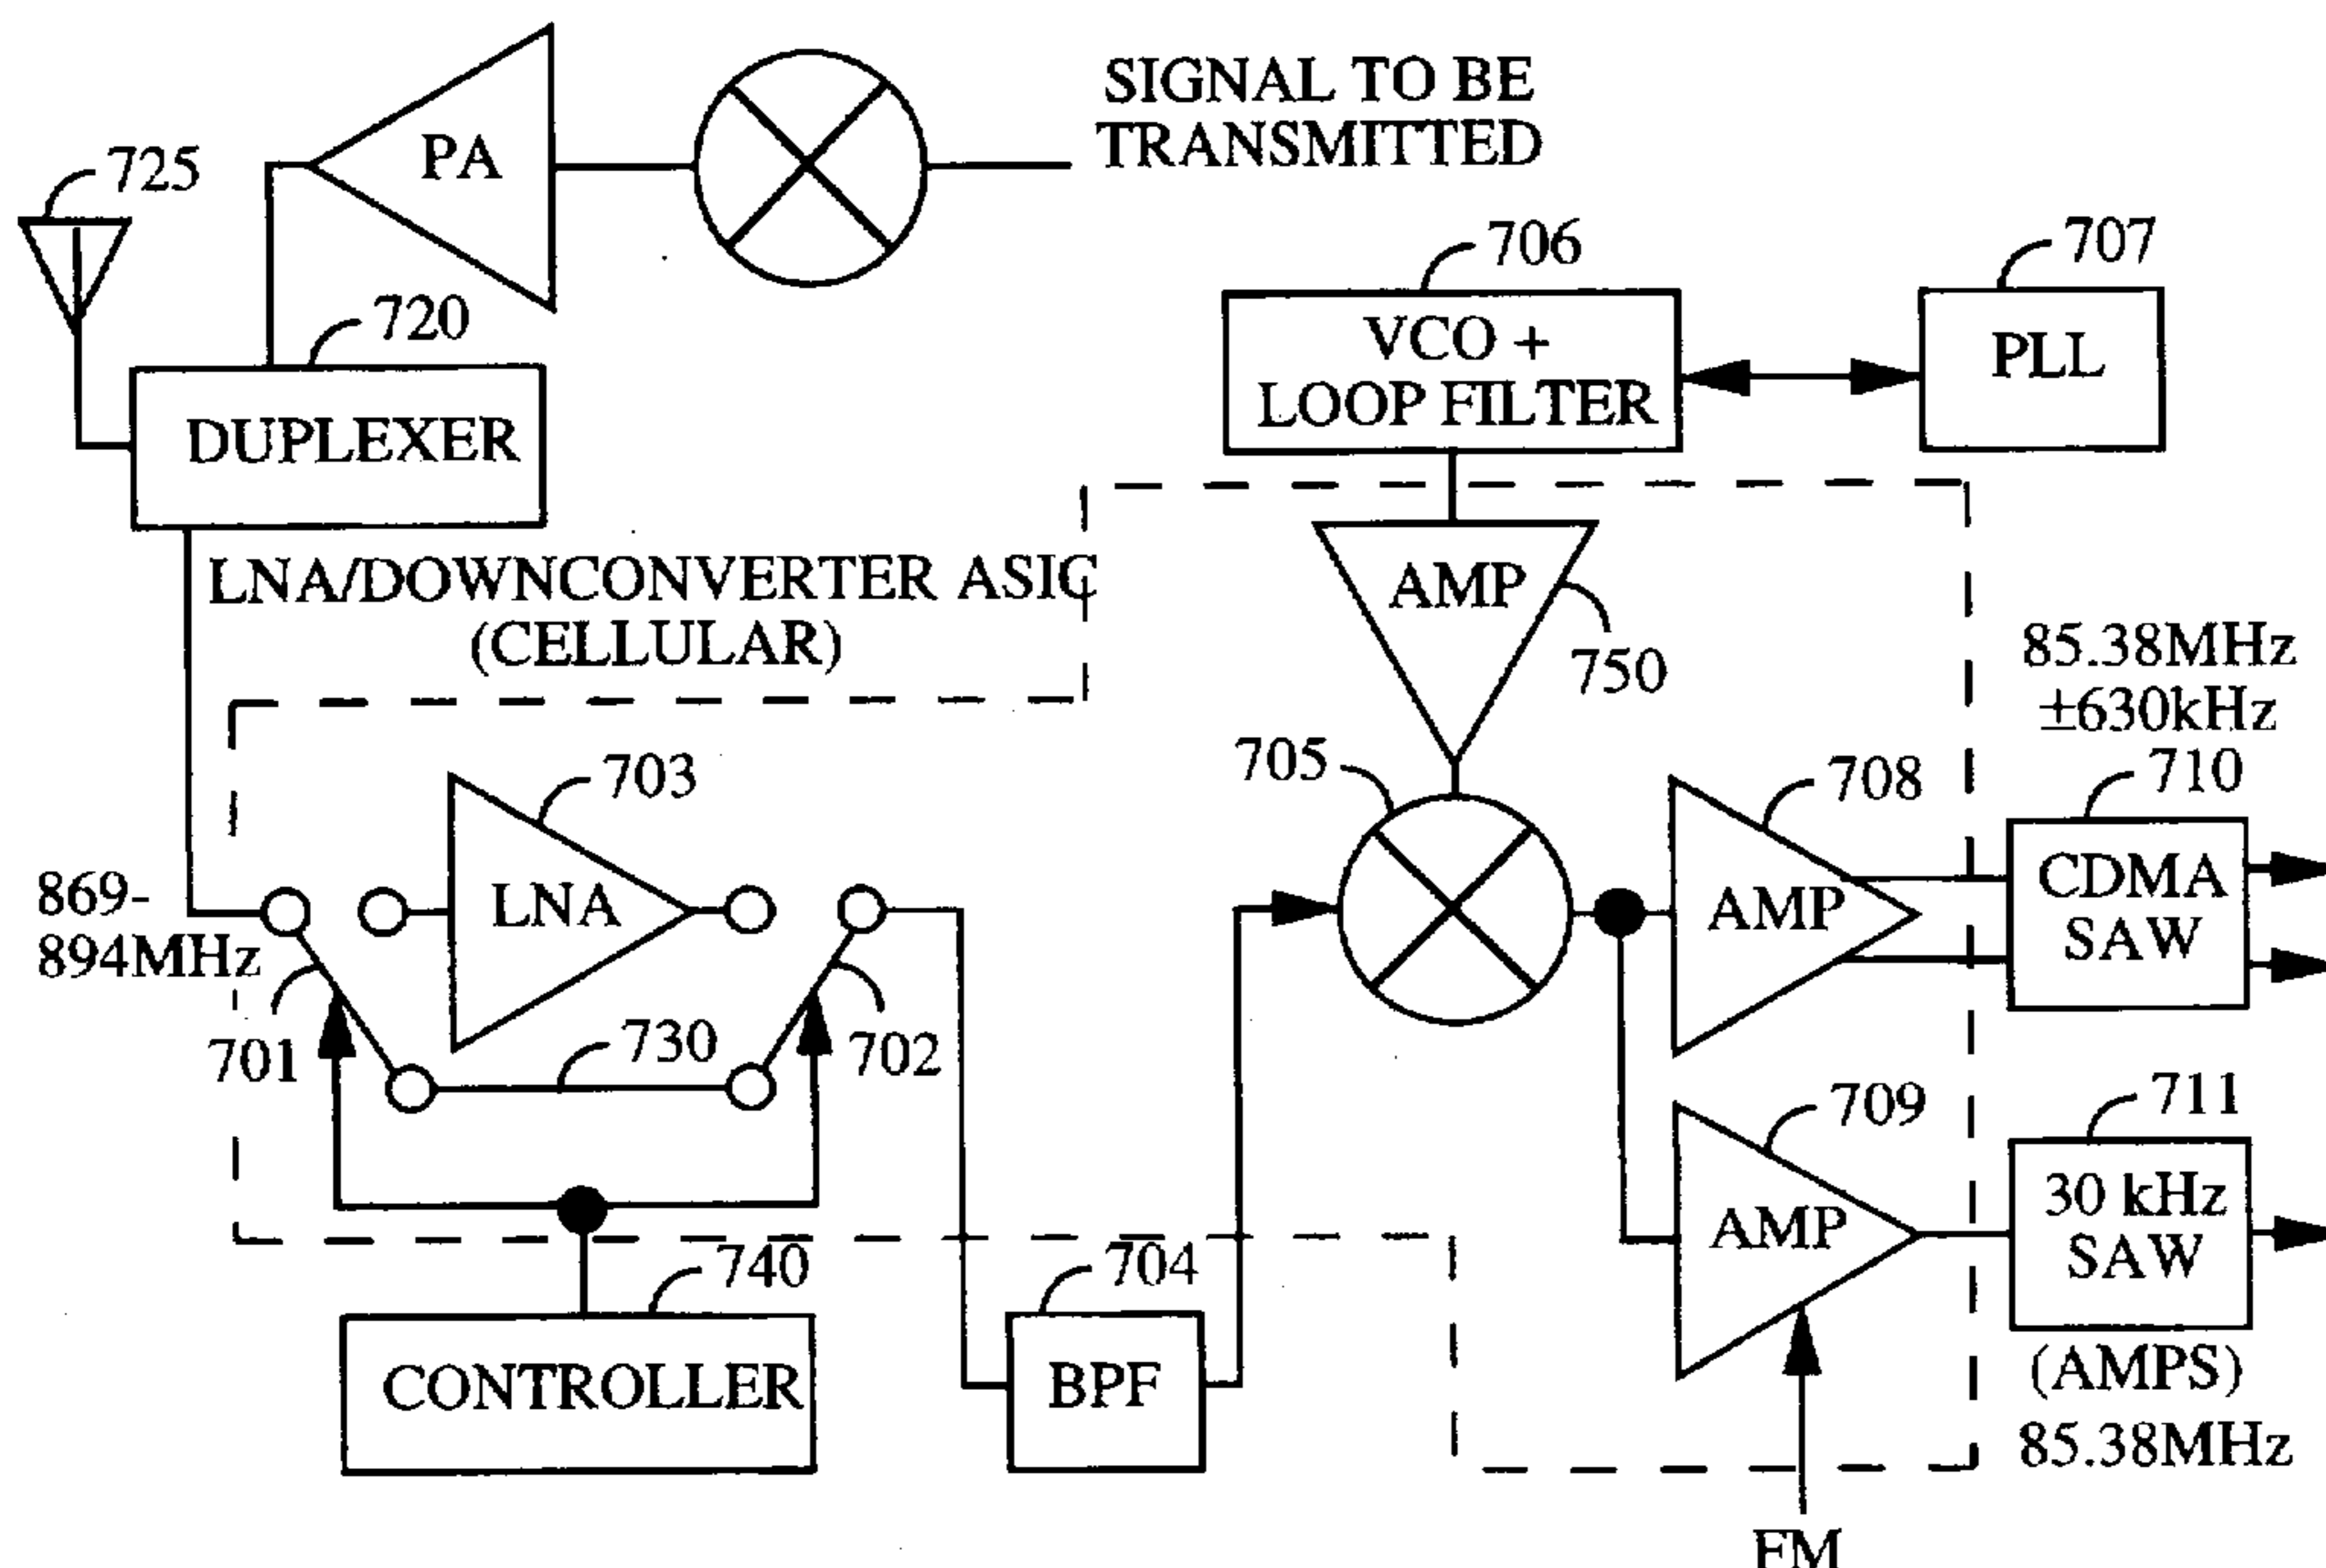 SIGNAL TO BE
TRANSMITTED
PA
725
706
707
720
VCO +
LOOP FILTER
PLL
DUPLEXER
LNA/DOWNCONVERTER ASIC
(CELLULAR)
AMP
750
85.38MHz
±630kHz
703
705
708
710
869-
894MHz
LNA
AMP
CDMA
SAW
701
730
702
709
711
AMP
30 kHz
SAW
740
704
CONTROLLER
BPF
(AMPS)
85.38MHz
FM